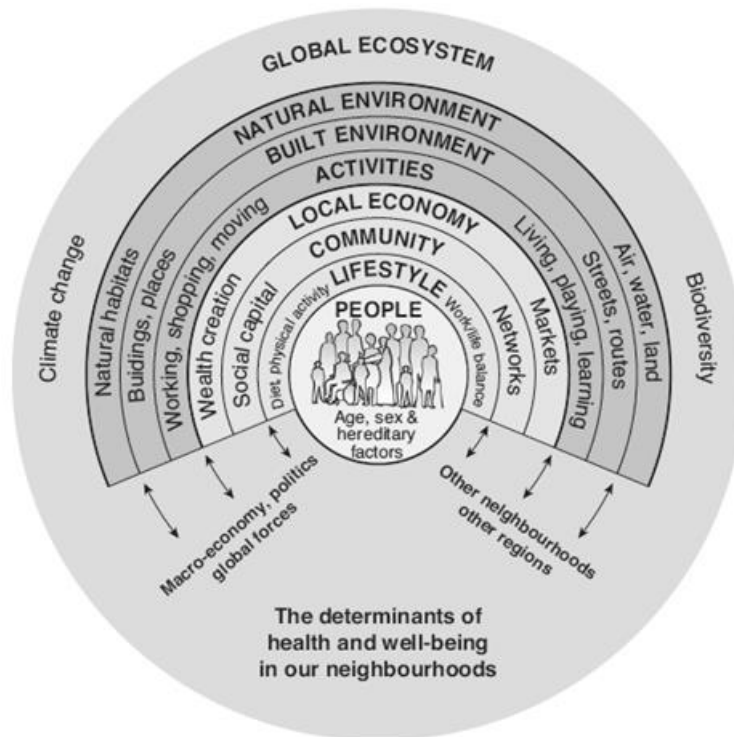 GLOBAL ECOSYSTEM
NATURAL ENVIRONMENT
BUILT ENVIRONMENT
ACTIVITIES
LOCAL ECONOMY
COMMUNITY
LIFESTYLE
PEOPLE
Age, sex &
hereditary
factors
Climate change
Natural habitats
Buidings, places
Working, shopping, moving
Wealth creation
Social capital
Diet, physical activity
Work/life balance
Networks
Markets
Living, playing, learning
Streets, routes
Air, water, land
Biodiversity
Macro-economy, politics
global forces
Other neighbourhoods
other regions
The determinants of
health and well-being
in our neighbourhoods